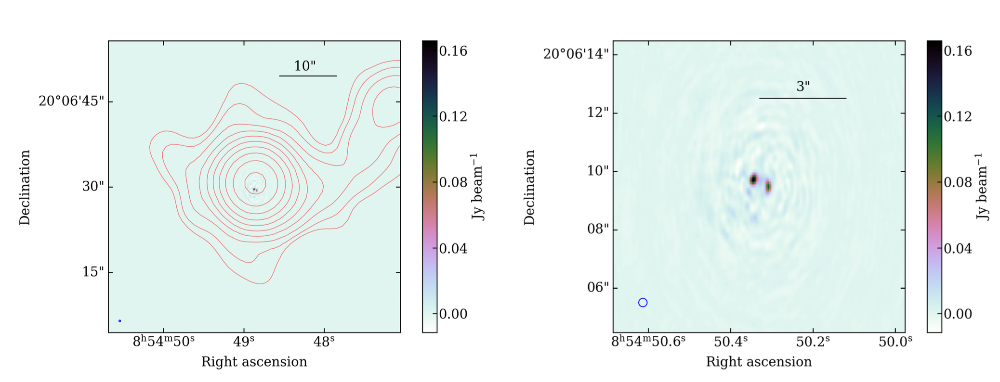 10"
20°06'45"
30"
15"
Declination
8ʰ54ᵐ50ˢ 49ˢ 48ˢ
Right ascension
0.16
0.12
0.08
0.04
0.00
Jy beam⁻¹
3"
20°06'14"
12"
10"
08"
06"
Declination
8ʰ54ᵐ50.6ˢ 50.4ˢ 50.2ˢ 50.0ˢ
Right ascension
0.16
0.12
0.08
0.04
0.00
Jy beam⁻¹